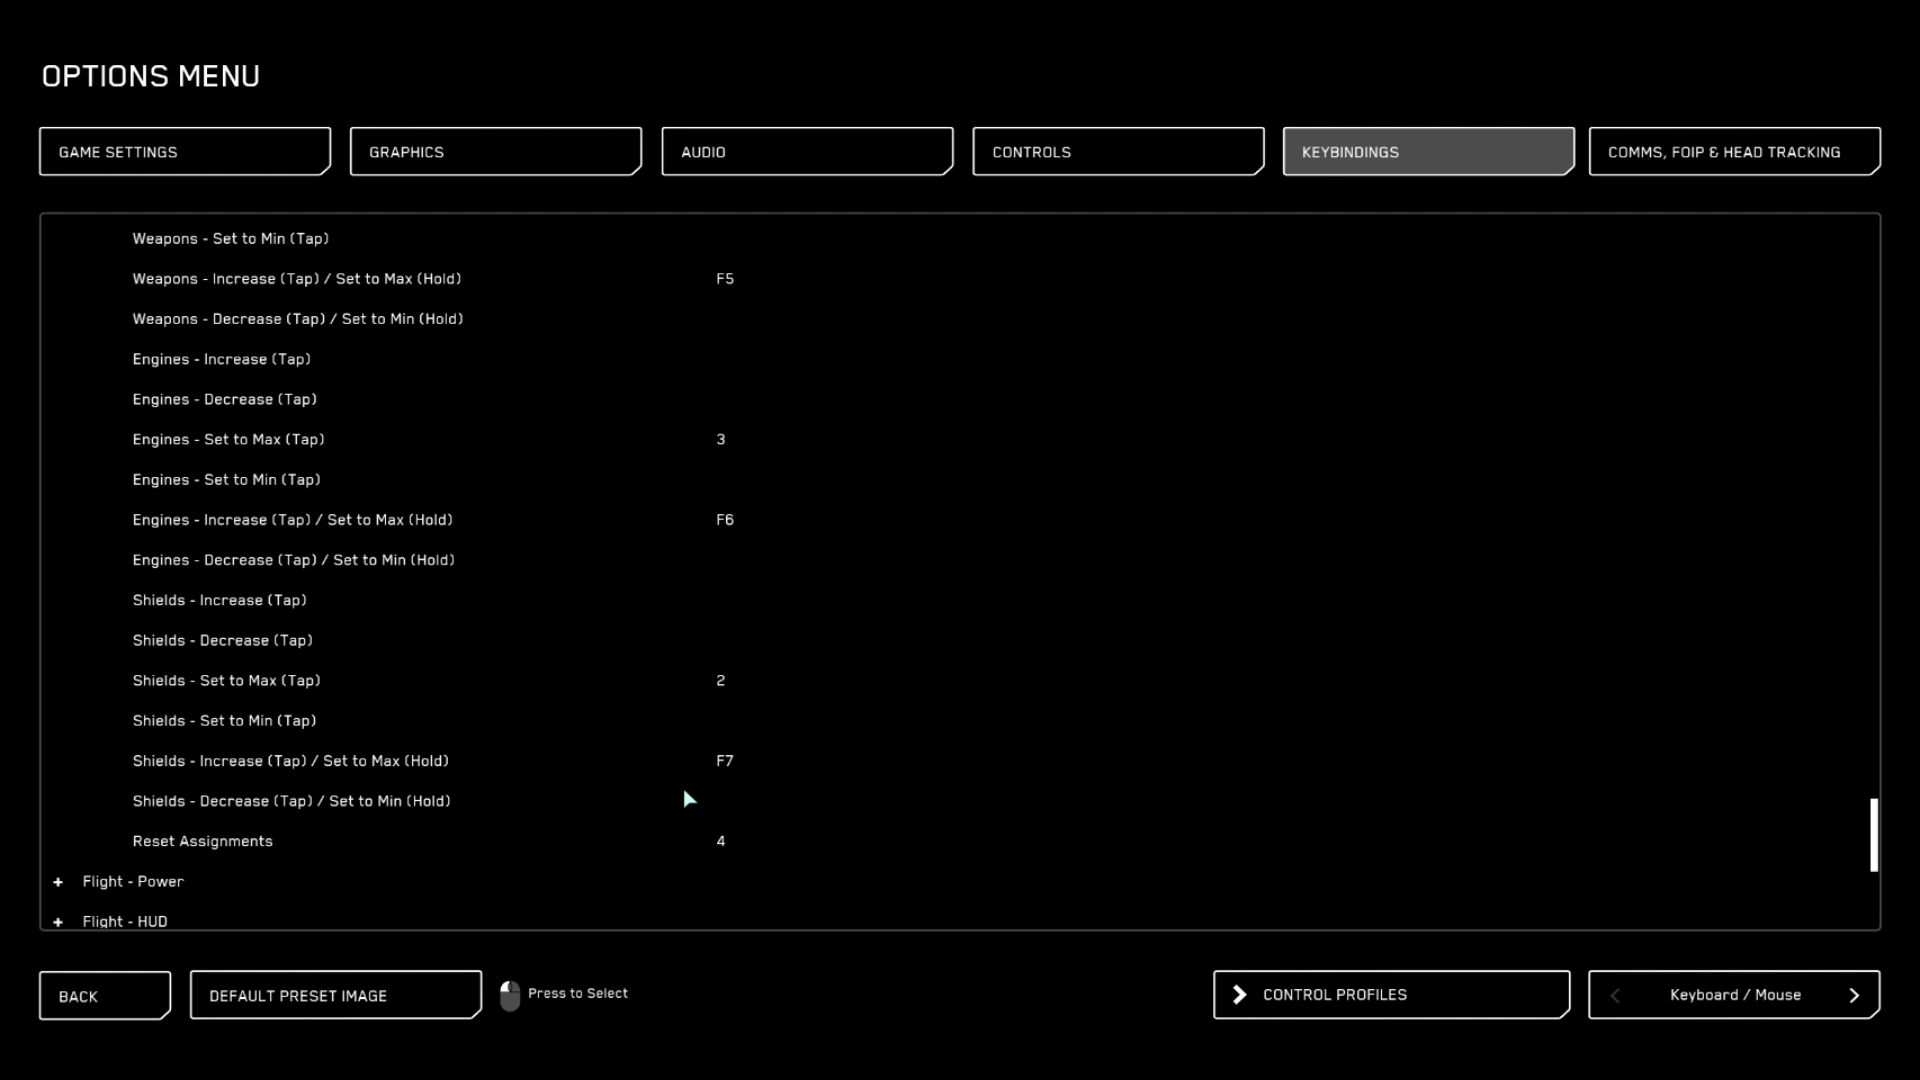 OPTIONS MENU
GAME SETTINGS
GRAPHICS
AUDIO
CONTROLS
KEYBINDINGS
COMMS, FOIP & HEAD TRACKING
Weapons - Set to Min (Tap)
Weapons - Increase (Tap) / Set to Max (Hold) F5
Weapons - Decrease (Tap) / Set to Min (Hold)
Engines - Increase (Tap)
Engines - Decrease (Tap)
Engines - Set to Max (Tap) 3
Engines - Set to Min (Tap)
Engines - Increase (Tap) / Set to Max (Hold) F6
Engines - Decrease (Tap) / Set to Min (Hold)
Shields - Increase (Tap)
Shields - Decrease (Tap)
Shields - Set to Max (Tap) 2
Shields - Set to Min (Tap)
Shields - Increase (Tap) / Set to Max (Hold) F7
Shields - Decrease (Tap) / Set to Min (Hold)
Reset Assignments 4
+ Flight - Power
+ Flight - HUD
BACK
DEFAULT PRESET IMAGE
Press to Select
CONTROL PROFILES
Keyboard / Mouse